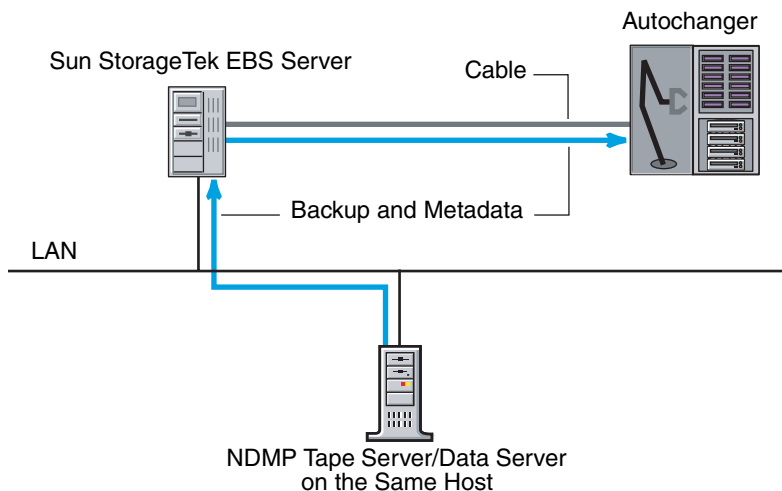 Autochanger
Sun StorageTek EBS Server
Cable
Backup and Metadata
LAN
NDMP Tape Server/Data Server
on the Same Host